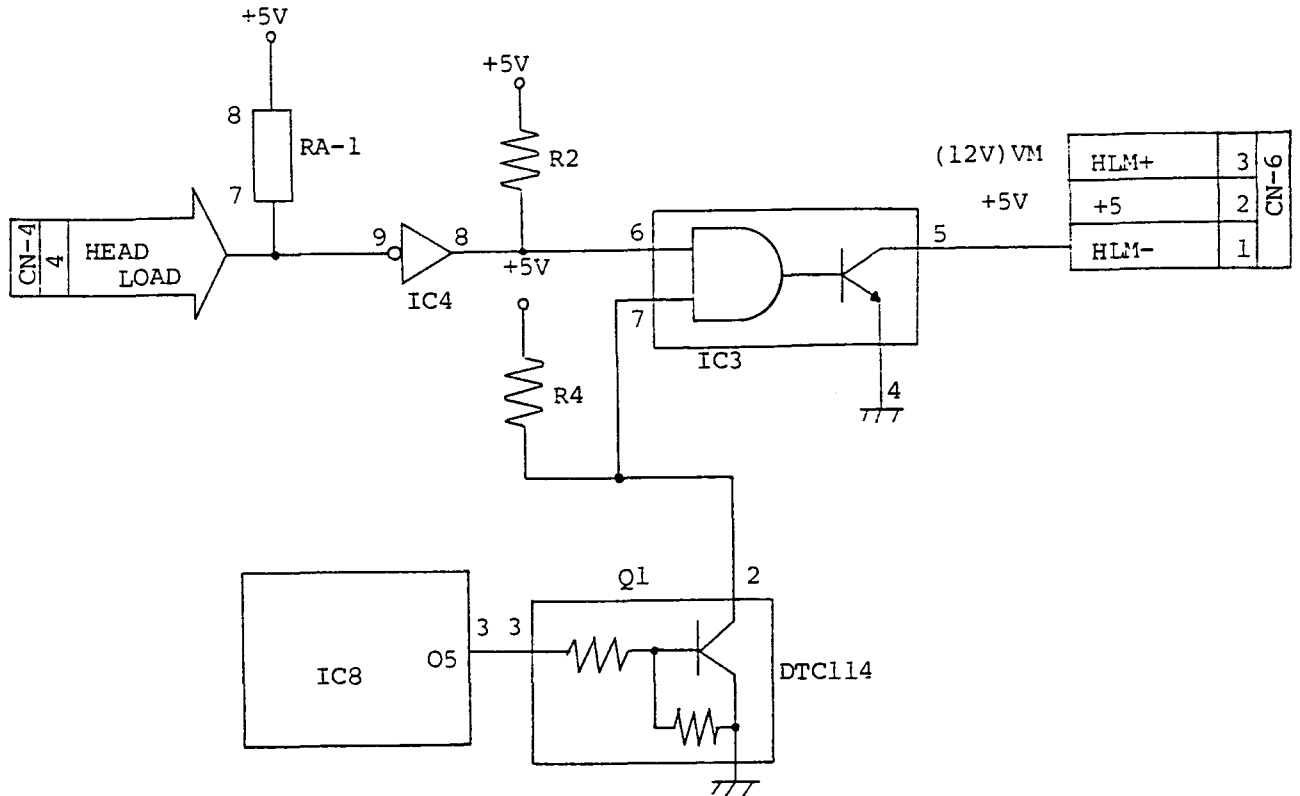 +5V
8
RA-1
7
CN-4
4
HEAD
LOAD
9
8
IC4
+5V
R2
+5V
R4
6
7
IC3
5
4
(12V)VM
+5V
HLM+ 3
+5 2
HLM- 1
CN-6
IC8
O5
3 3
Q1
2
DTC114